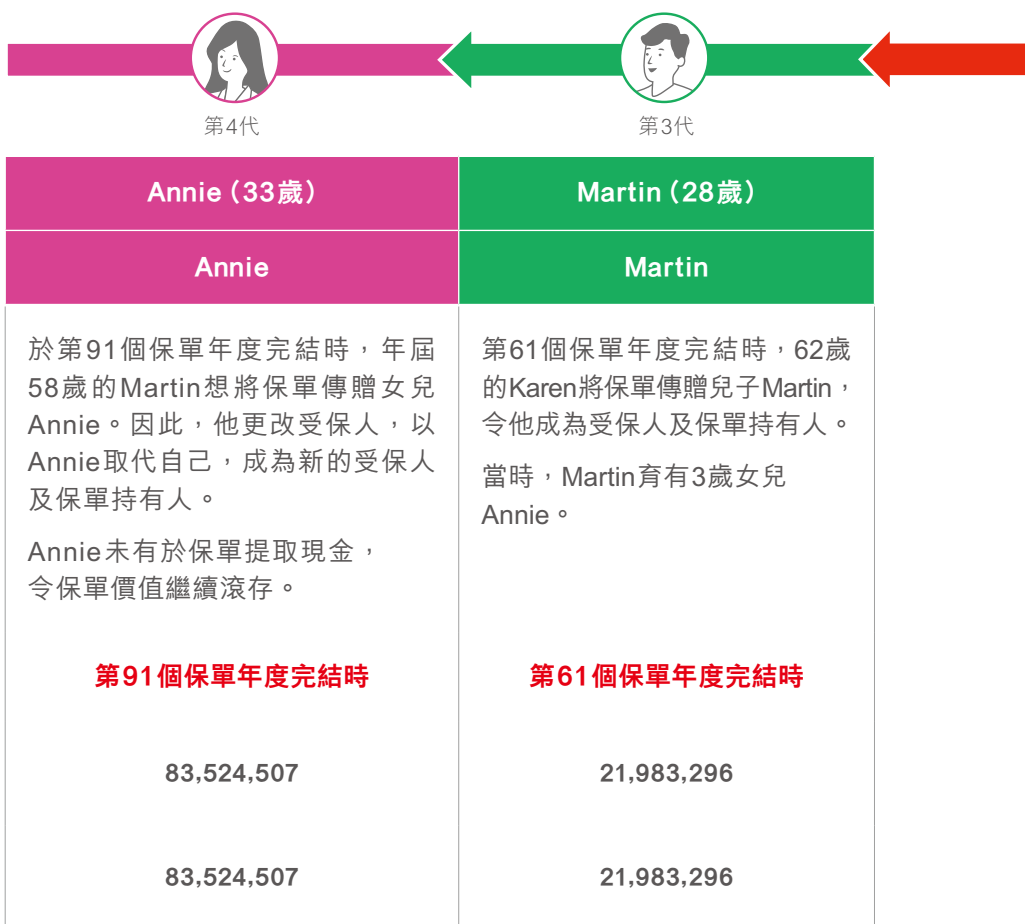 第4代
第3代
Annie（33歲）
Martin（28歲）
Annie
Martin
於第91個保單年度完結時，年屆
58歲的Martin想將保單傳贈女兒
Annie。因此，他更改受保人，以
Annie取代自己，成為新的受保人
及保單持有人。
Annie未有於保單提取現金，
令保單價值繼續滾存。
第61個保單年度完結時，62歲
的Karen將保單傳贈兒子Martin，
令他成為受保人及保單持有人。
當時，Martin育有3歲女兒
Annie。
第91個保單年度完結時
第61個保單年度完結時
83,524,507
21,983,296
83,524,507
21,983,296